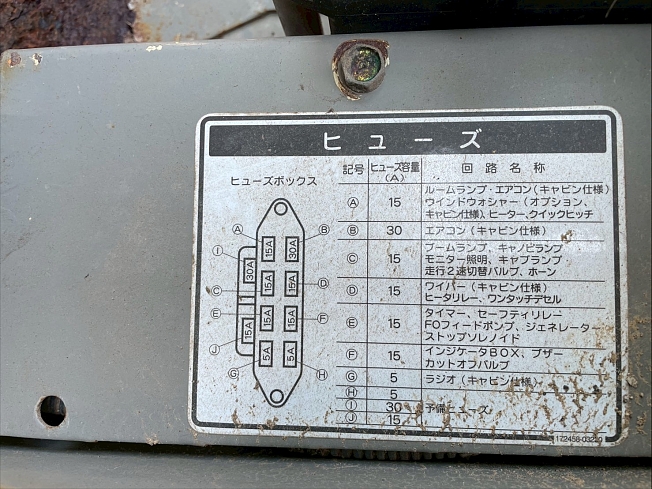 ヒューズ
ヒューズボックス
記号 ヒューズ容量(A) 回路名称
Ⓐ 15 ルームランプ・エアコン(キャビン仕様)
ウインドウォシャー(オプション、
キャビン仕様)、ヒーター、クイックヒッチ
Ⓑ 30 エアコン(キャビン仕様)
Ⓒ 15 ブームランプ、キャノピランプ
モニター照明、キャブランプ
走行2速切替バルブ、ホーン
Ⓓ 15 ワイパー(キャビン仕様)
ヒータリレー、ワンタッチデセル
Ⓔ 15 タイマー、セーフティリレー
FOフィードポンプ、ジェネレーター
ストップソレノイド
Ⓕ 15 インジケータBOX、ブザー
カットオフバルブ
Ⓖ 5 ラジオ(キャビン仕様)
Ⓗ 5
Ⓘ 30 予備ヒューズ
Ⓙ 15
Ⓐ 15A 30A Ⓑ
Ⓘ 30A
Ⓒ 15A 15A Ⓓ
Ⓔ 15A 15A Ⓕ
Ⓙ 15A
Ⓖ 5A 5A Ⓗ